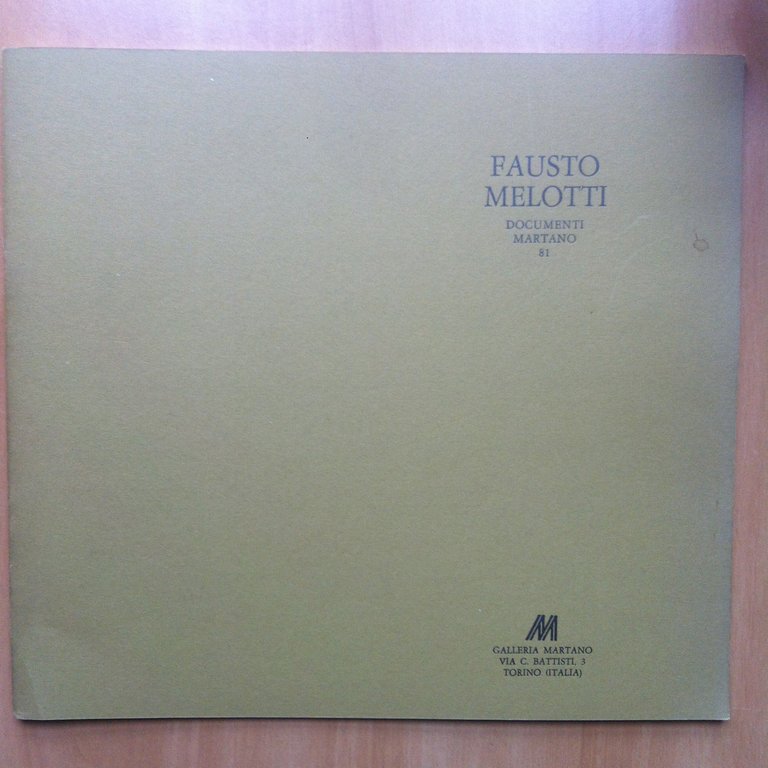 FAUSTO
MELOTTI
DOCUMENTI
MARTANO
81
M
GALLERIA MARTANO
VIA C. BATTISTI, 3
TORINO (ITALIA)